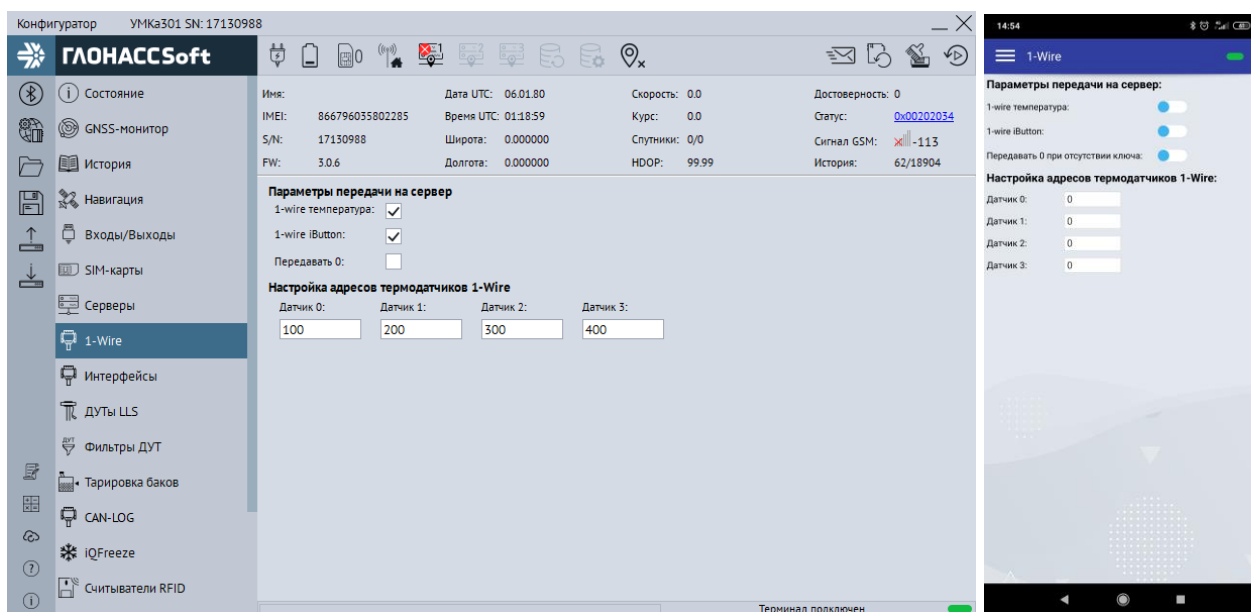 Конфигуратор УМКа301 SN: 17130988
ГЛОНАССSoft
0
Состояние
GNSS-монитор
История
Навигация
Входы/Выходы
SIM-карты
Серверы
1-Wire
Интерфейсы
ДУТы LLS
Фильтры ДУТ
Тарировка баков
CAN-LOG
iQFreeze
Считыватели RFID
Имя: Дата UTC: 06.01.80 Скорость: 0.0 Достоверность: 0
IMEI: 866796035802285 Время UTC: 01:18:59 Курс: 0.0 Статус: 0x00202034
S/N: 17130988 Широта: 0.000000 Спутники: 0/0 Сигнал GSM: -113
FW: 3.0.6 Долгота: 0.000000 HDOP: 99.99 История: 62/18904
Параметры передачи на сервер
1-wire температура:
1-wire iButton:
Передавать 0:
Настройка адресов термодатчиков 1-Wire
Датчик 0: Датчик 1: Датчик 2: Датчик 3:
100 200 300 400
Терминал подключен
14:54
1-Wire
Параметры передачи на сервер:
1-wire температура:
1-wire iButton:
Передавать 0 при отсутствии ключа:
Настройка адресов термодатчиков 1-Wire:
Датчик 0: 0
Датчик 1: 0
Датчик 2: 0
Датчик 3: 0